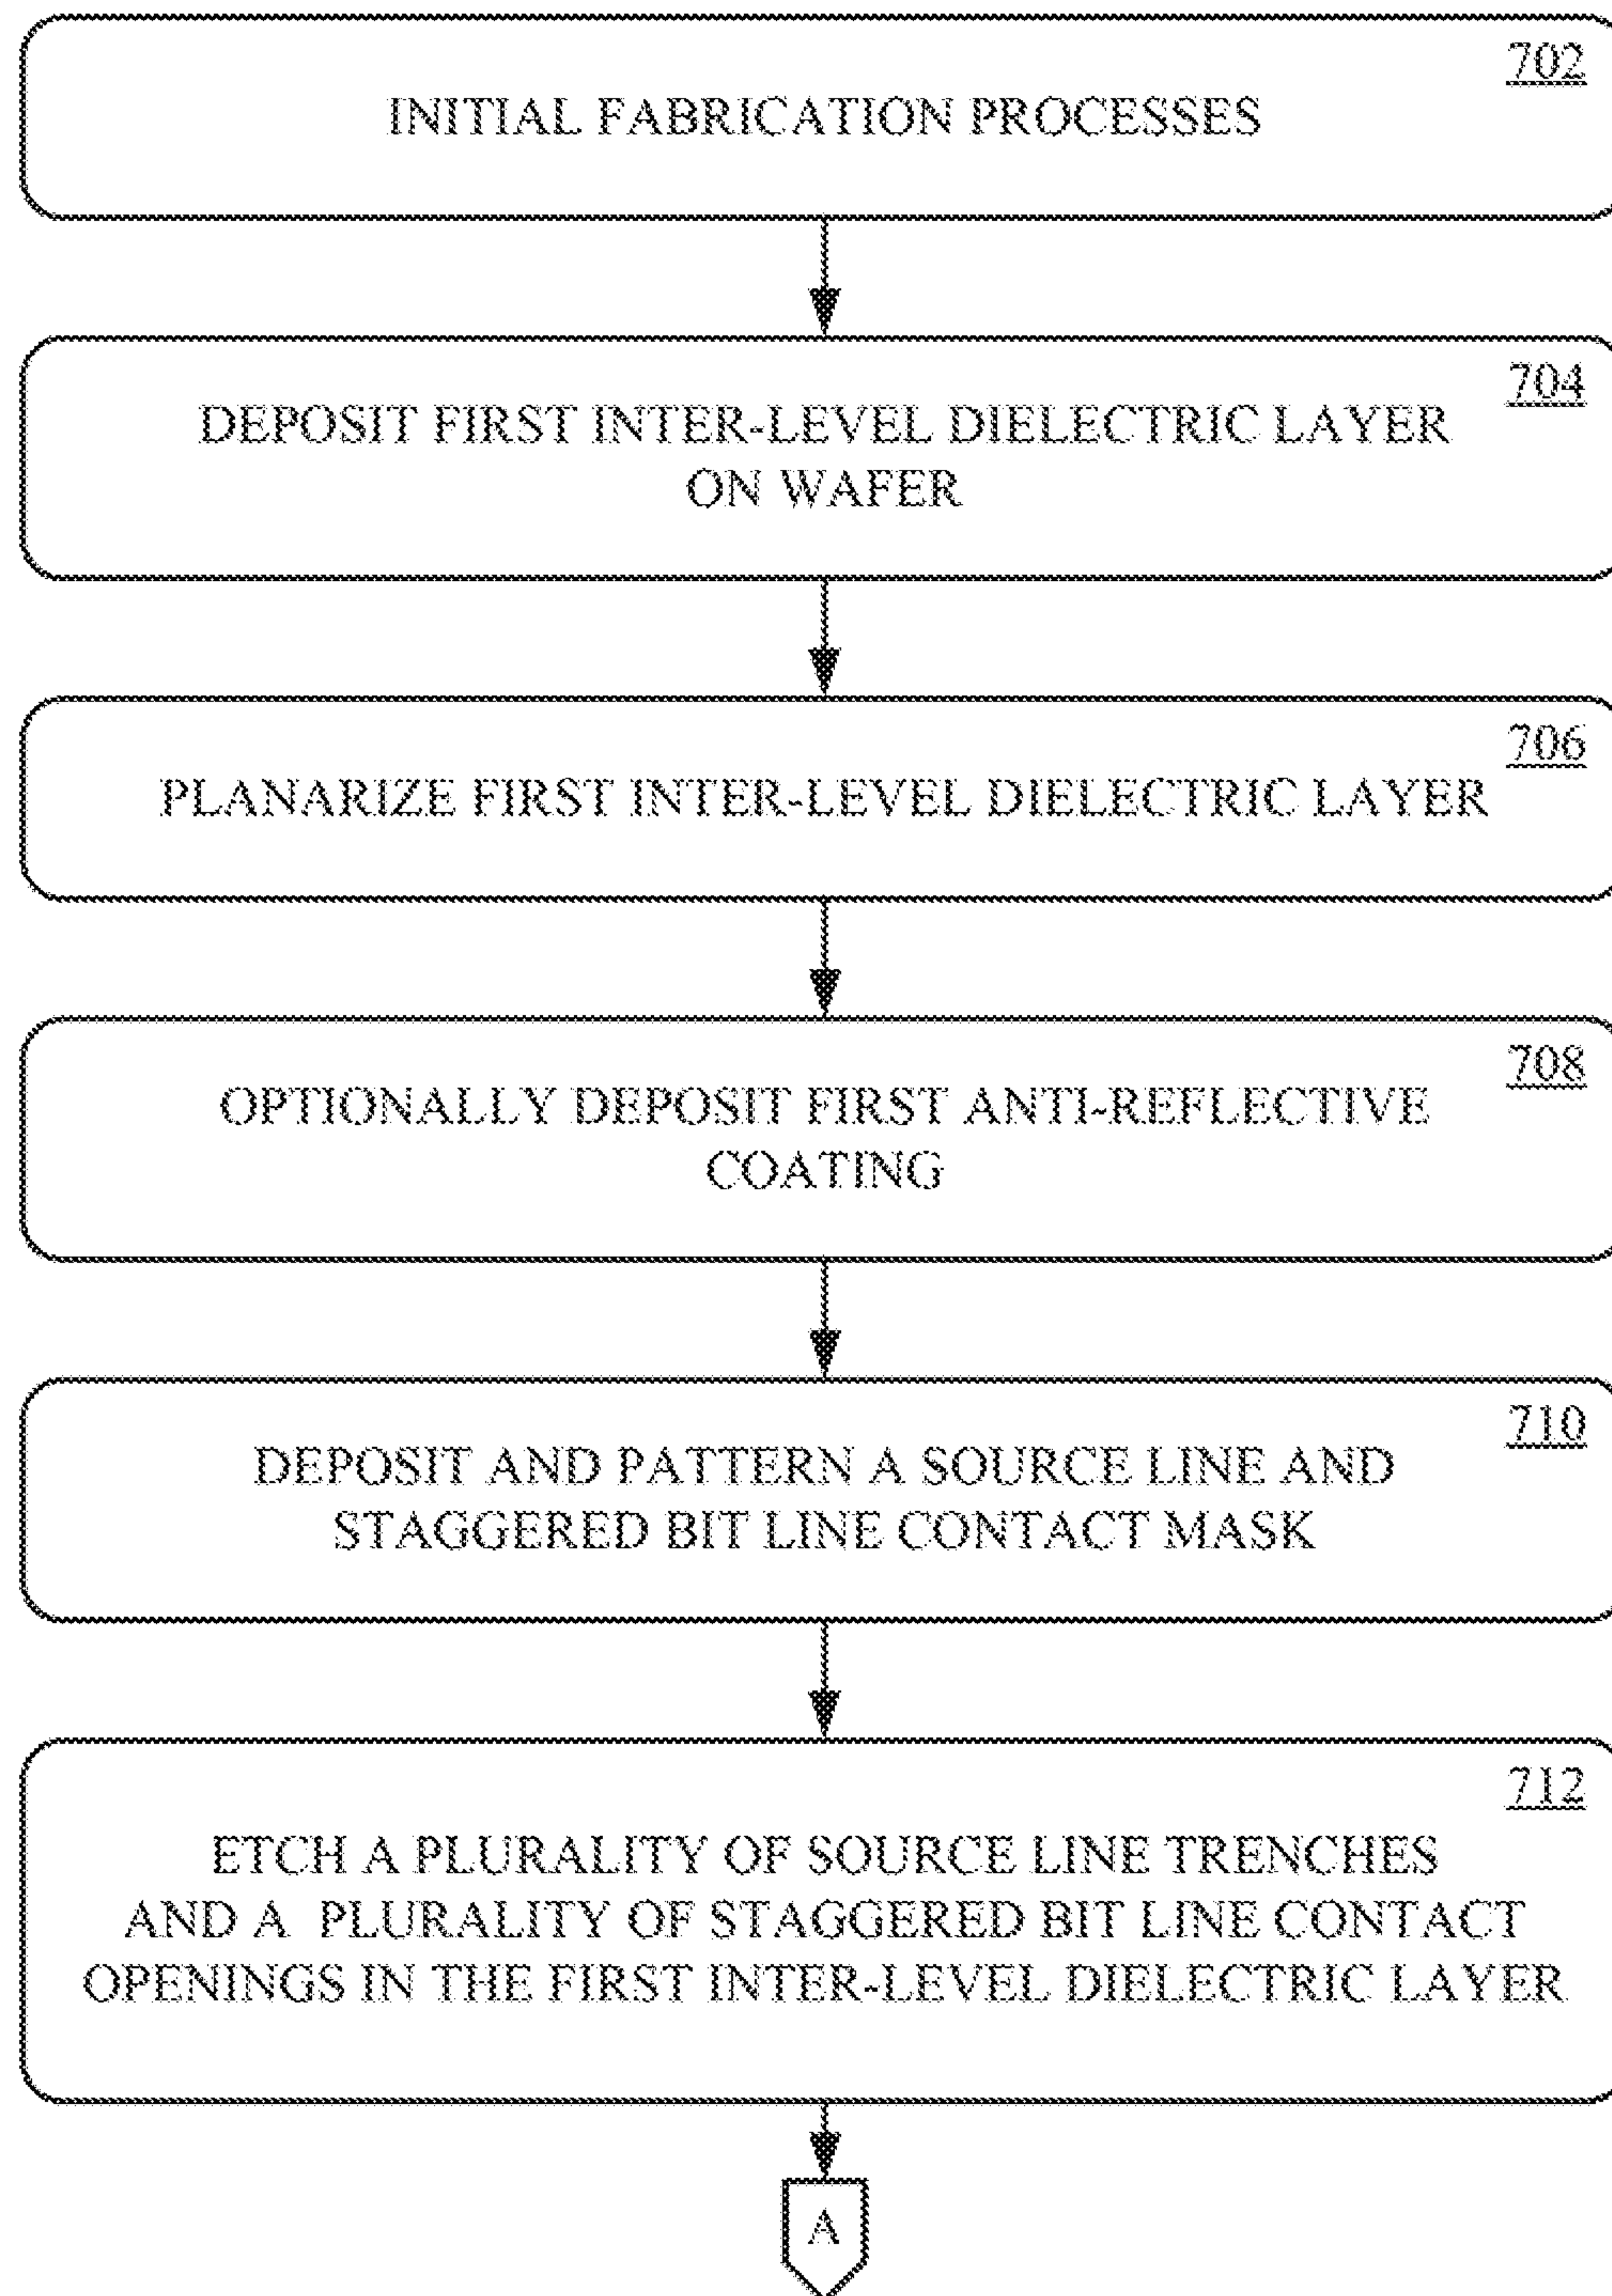 702
INITIAL FABRICATION PROCESSES
704
DEPOSIT FIRST INTER-LEVEL DIELECTRIC LAYER
ON WAFER
706
PLANARIZE FIRST INTER-LEVEL DIELECTRIC LAYER
708
OPTIONALLY DEPOSIT FIRST ANTI-REFLECTIVE
COATING
710
DEPOSIT AND PATTERN A SOURCE LINE AND
STAGGERED BIT LINE CONTACT MASK
712
ETCH A PLURALITY OF SOURCE LINE TRENCHES
AND A PLURALITY OF STAGGERED BIT LINE CONTACT
OPENINGS IN THE FIRST INTER-LEVEL DIELECTRIC LAYER
A